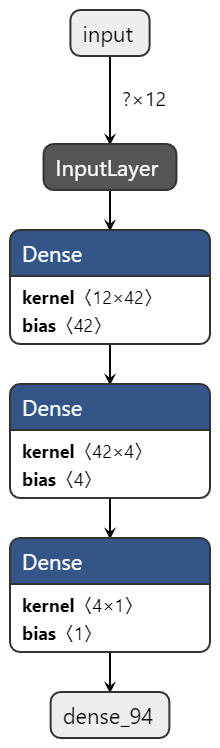 input
?×12
InputLayer
Dense
kernel〈12×42〉
bias〈42〉
Dense
kernel〈42×4〉
bias〈4〉
Dense
kernel〈4×1〉
bias〈1〉
dense_94